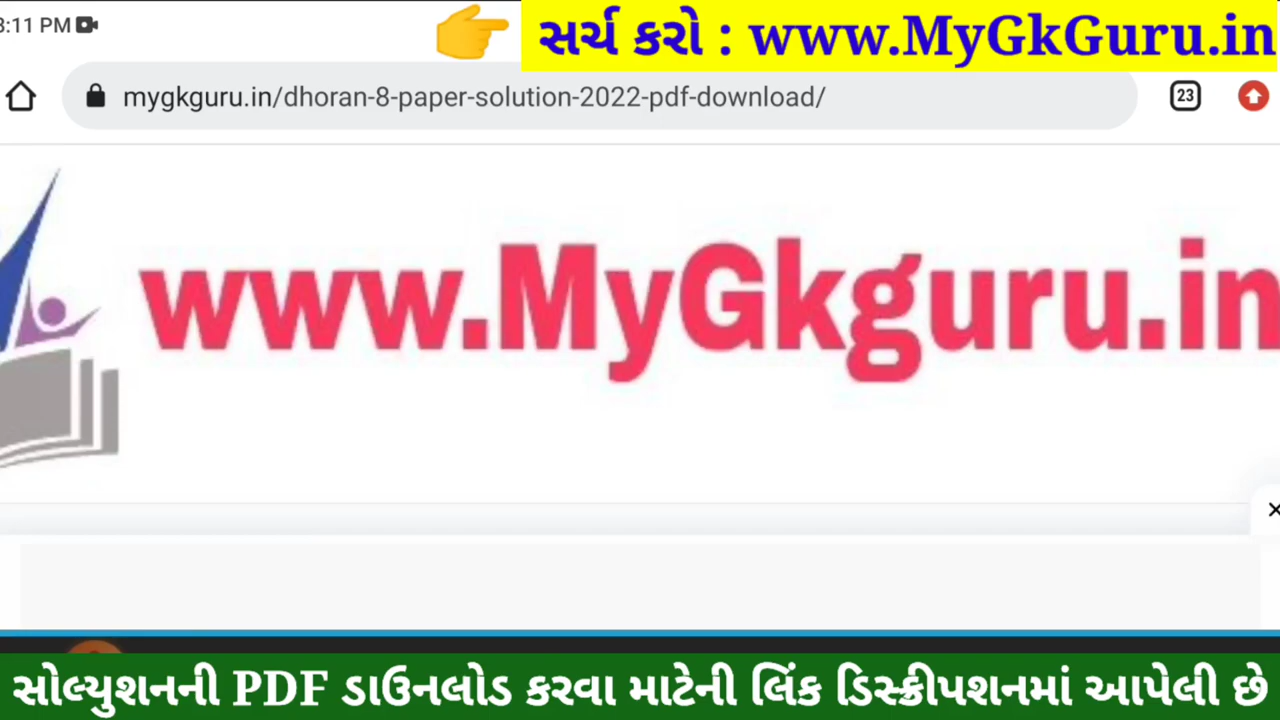 3:11 PM
સર્ચ કરો : www.MyGkGuru.in
mygkguru.in/dhoran-8-paper-solution-2022-pdf-download/
23
www.MyGkguru.in
સોલ્યુશનની PDF ડાઉનલોડ કરવા માટેની લિંક ડિસ્ક્રીપશનમાં આપેલી છે